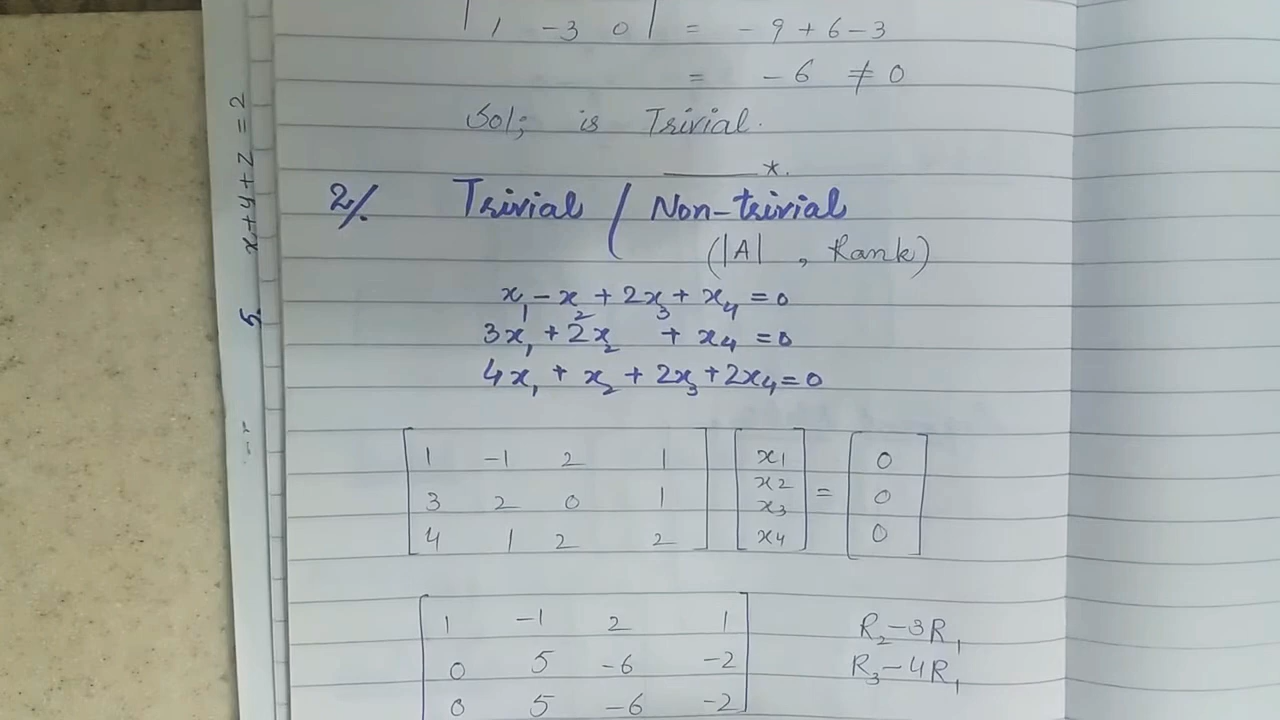 | 1 -3 0 | = -9+6-3
= -6 ≠ 0
Sol; is Trivial.
*.
2/. Trivial / Non-trivial
(|A| , Rank)
x₁ - x₂ + 2x₃ + x₄ = 0
3x₁ + 2x₂ + x₄ = 0
4x₁ + x₂ + 2x₃ + 2x₄ = 0
1 -1 2 1 x1 0
3 2 0 1 x2 = 0
x3
4 1 2 2 x4 0
1 -1 2 1 R₂-3R₁
0 5 -6 -2 R₃-4R₁
0 5 -6 -2
5. x+y+z=2